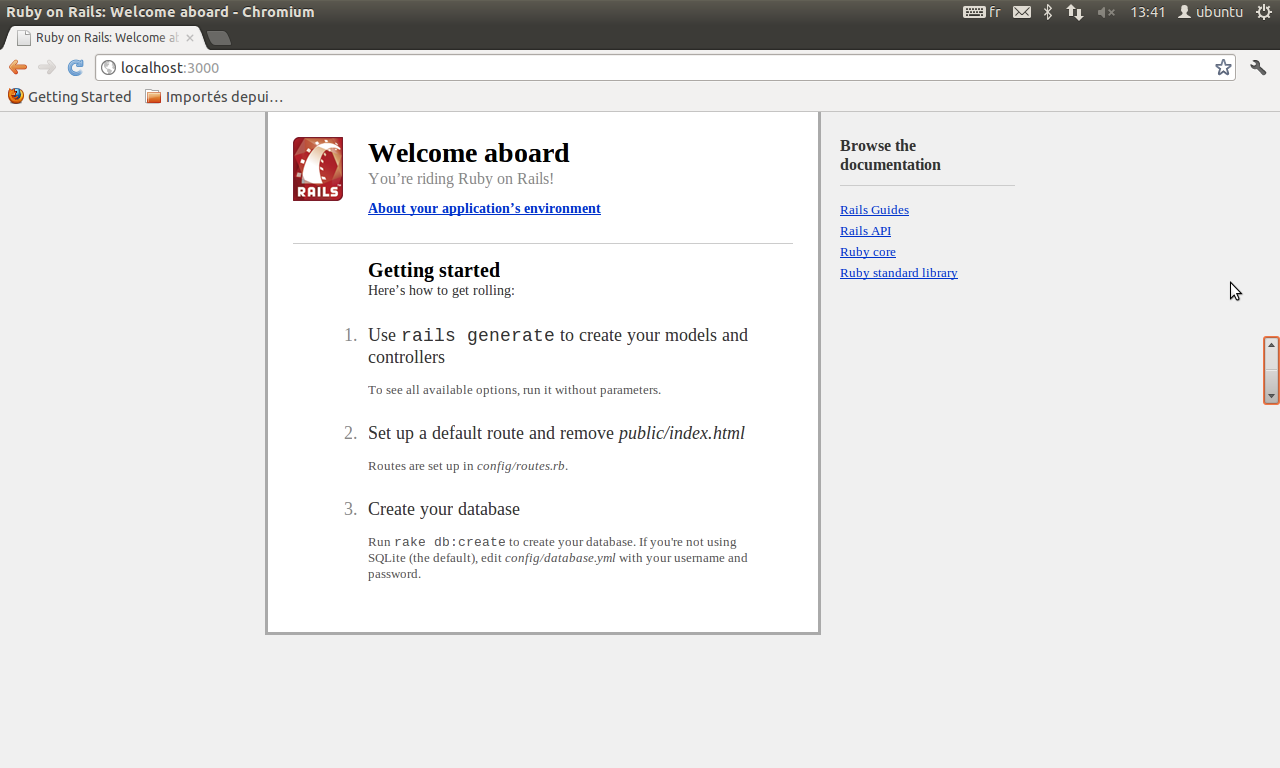 Ruby on Rails: Welcome aboard - Chromium
fr
13:41
ubuntu
Ruby on Rails: Welcome ab
localhost:3000
Getting Started
Importés depui…
RAILS
Welcome aboard
You’re riding Ruby on Rails!
About your application’s environment
Getting started
Here’s how to get rolling:
1. Use rails generate to create your models and
controllers
To see all available options, run it without parameters.
2. Set up a default route and remove public/index.html
Routes are set up in config/routes.rb.
3. Create your database
Run rake db:create to create your database. If you're not using
SQLite (the default), edit config/database.yml with your username and
password.
Browse the
documentation
Rails Guides
Rails API
Ruby core
Ruby standard library